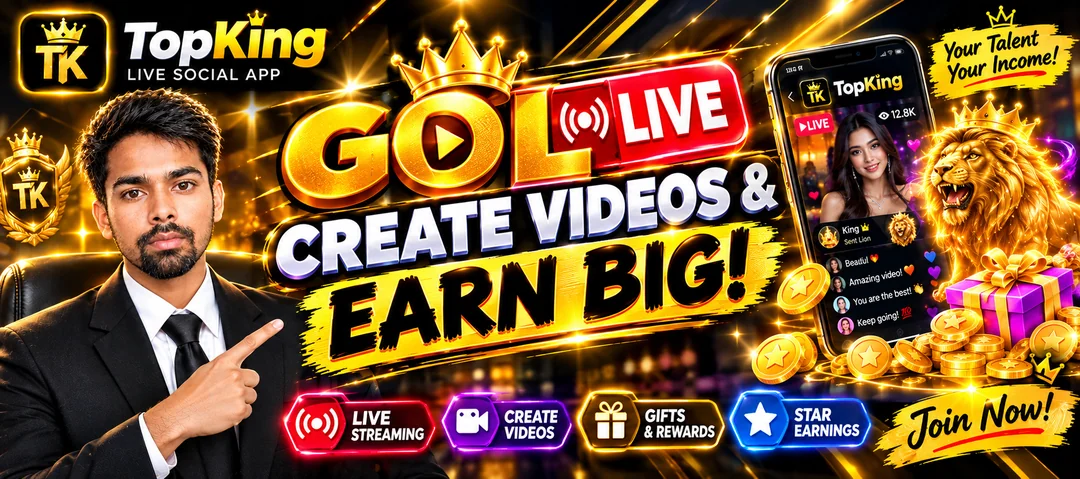 TK
TopKing
LIVE SOCIAL APP
TK
GOL LIVE
CREATE VIDEOS &
EARN BIG!
LIVE
STREAMING
CREATE
VIDEOS
GIFTS
& REWARDS
STAR
EARNINGS
TK
TopKing
LIVE
12.8K
King
Sent Lion
Amazing video!
You are the best!
Keep going! 💯
Your Talent
Your Income!
Join Now!